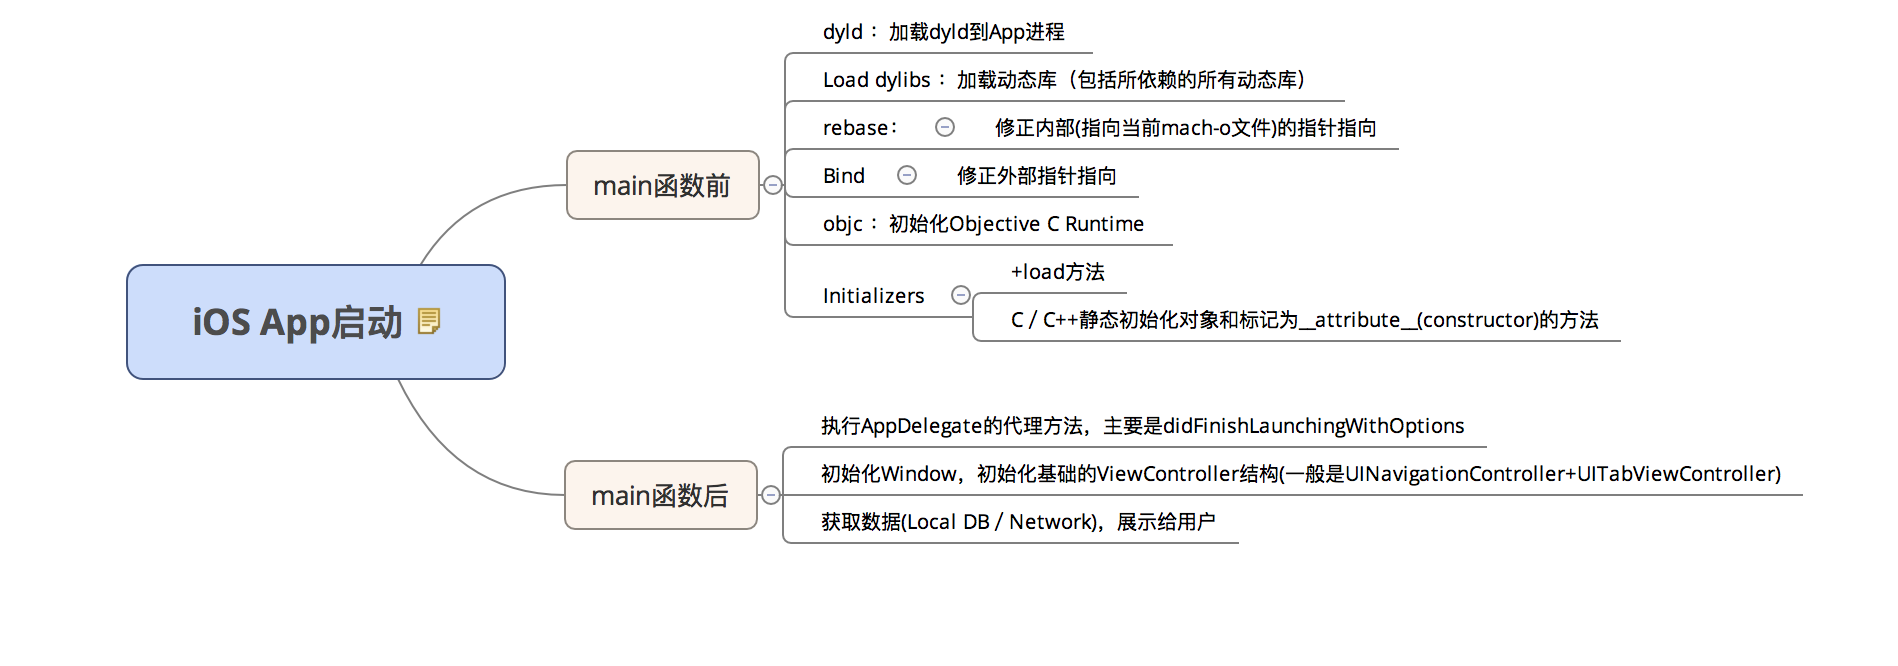 iOS App启动
main函数前
dyld： 加载dyld到App进程
Load dylibs： 加载动态库（包括所依赖的所有动态库）
rebase： 修正内部(指向当前mach-o文件)的指针指向
Bind 修正外部指针指向
objc： 初始化Objective C Runtime
Initializers
+load方法
C / C++静态初始化对象和标记为__attribute__(constructor)的方法
main函数后
执行AppDelegate的代理方法，主要是didFinishLaunchingWithOptions
初始化Window，初始化基础的ViewController结构(一般是UINavigationController+UITabViewController)
获取数据(Local DB / Network)，展示给用户